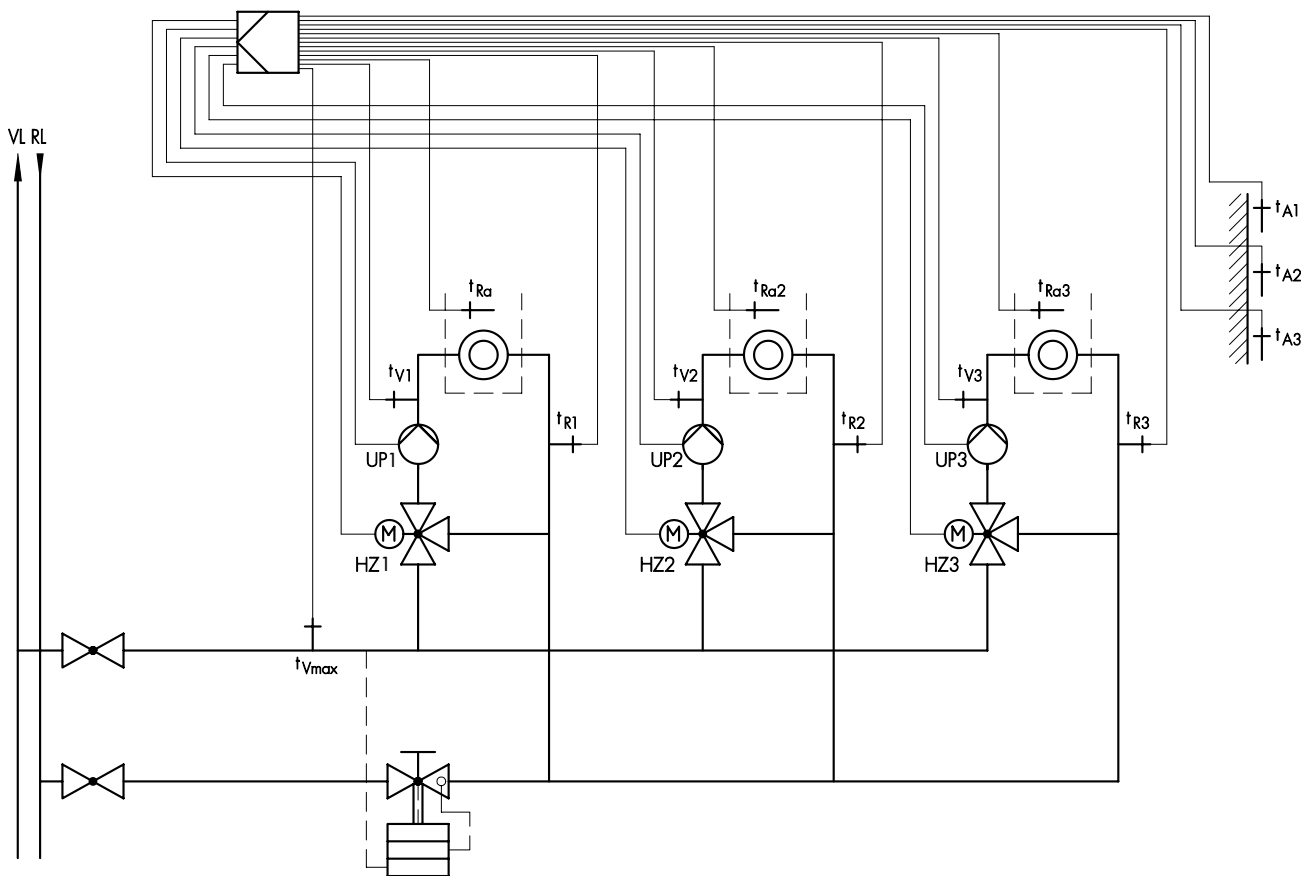 VL RL
tA1
tA2
tA3
tRa
tRa2
tRa3
tV1
tV2
tV3
tR1
tR2
tR3
UP1
UP2
UP3
M
M
M
HZ1
HZ2
HZ3
tVmax